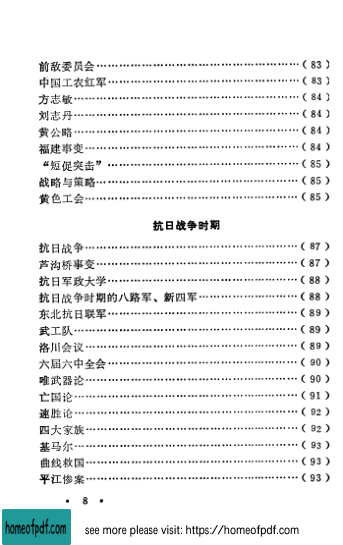 前敌委员会……………………………………(83)
中国工农红军…………………………………(83)
方志敏…………………………………………(84)
刘志丹…………………………………………(84)
黄公略…………………………………………(84)
福建事变………………………………………(84)
“短促突击”……………………………………(85)
战略与策略……………………………………(85)
黄色工会………………………………………(85)
抗日战争时期
抗日战争………………………………………(87)
芦沟桥事变……………………………………(87)
抗日军政大学…………………………………(88)
抗日战争时期的八路军、新四军……………(88)
东北抗日联军…………………………………(89)
武工队…………………………………………(89)
洛川会议………………………………………(89)
六届六中全会…………………………………(90)
唯武器论………………………………………(90)
亡国论…………………………………………(91)
速胜论…………………………………………(92)
四大家族………………………………………(92)
基马尔…………………………………………(93)
曲线救国………………………………………(93)
平江惨案………………………………………(93)
• 8 •
homeofpdf.com
see more please visit: https://homeofpdf.com